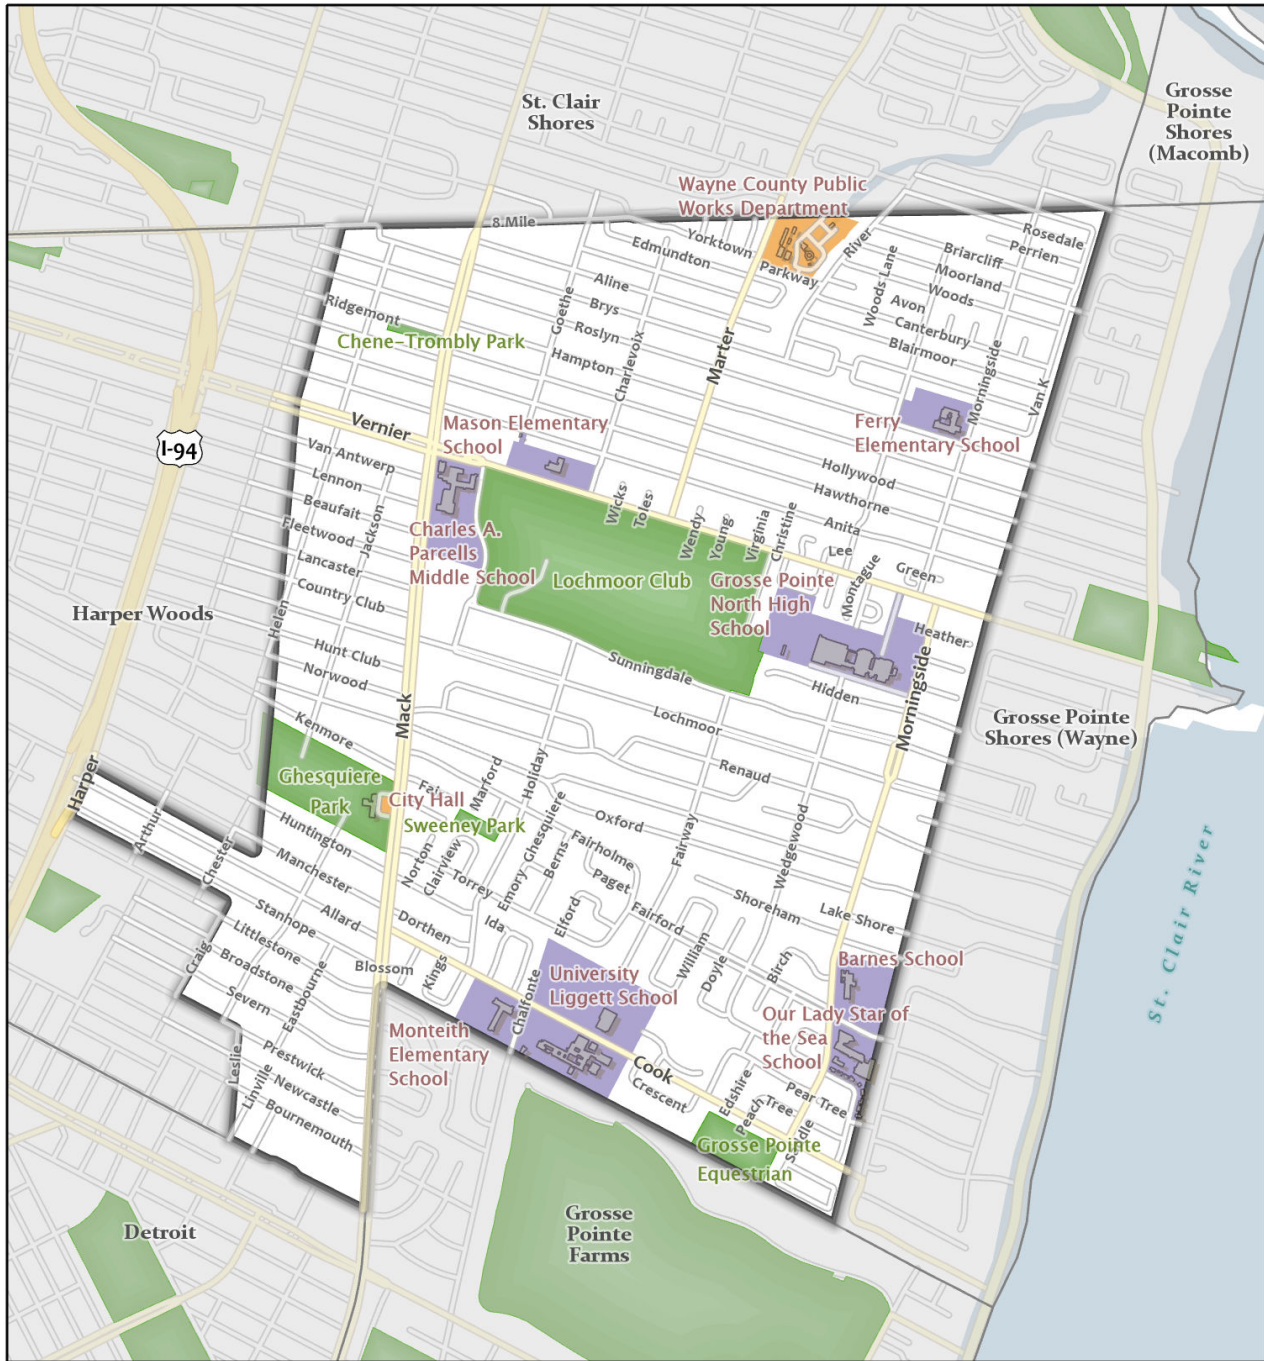 St. Clair
Shores
Grosse
Pointe
Shores
(Macomb)
Wayne County Public
Works Department
8 Mile
Yorktown
Edmundton
Parkway
River
Rosedale
Perrien
Briarcliff
Moorland
Woods
Woods Lane
Avon
Canterbury
Blairmoor
Aline
Brys
Roslyn
Hampton
Goethe
Charlevoix
Marter
Ridgemont
Chene-Trombly Park
Morningside
Van K
Vernier
I-94
Mason Elementary
School
Ferry
Elementary School
Van Antwerp
Lennon
Beaufait
Fleetwood
Lancaster
Country Club
Jackson
Helen
Hunt Club
Norwood
Kenmore
Hollywood
Hawthorne
Anita
Lee
Green
Wicks
Toles
Wendy
Young
Virginia
Christine
Montague
Charles A.
Parcells
Middle School
Lochmoor Club
Grosse Pointe
North High
School
Heather
Harper Woods
Sunningdale
Hidden
Lochmoor
Mack
Morningside
Grosse Pointe
Shores (Wayne)
Renaud
Harper
Ghesquiere
Park
City Hall
Sweeney Park
Marford
Holiday
Oxford
Fairway
Wedgewood
Arthur
Chester
Huntington
Manchester
Allard
Stanhope
Littlestone
Broadstone
Severn
Craig
Eastbourne
Norton
Clairview
Torrey
Emory
Ghesquiere
Berns
Fairholme
Paget
Fairford
Elford
Ida
Dorthen
Kings
Blossom
Chalfonte
Shoreham
Lake Shore
William
Doyle
Birch
St. Clair River
Barnes School
University
Liggett School
Our Lady Star of
the Sea
School
Monteith
Elementary
School
Leslie
Linville
Prestwick
Newcastle
Bournemouth
Cook
Crescent
Edshire
Peach Tree
Pear Tree
Grosse Pointe
Equestrian
Detroit
Grosse
Pointe
Farms